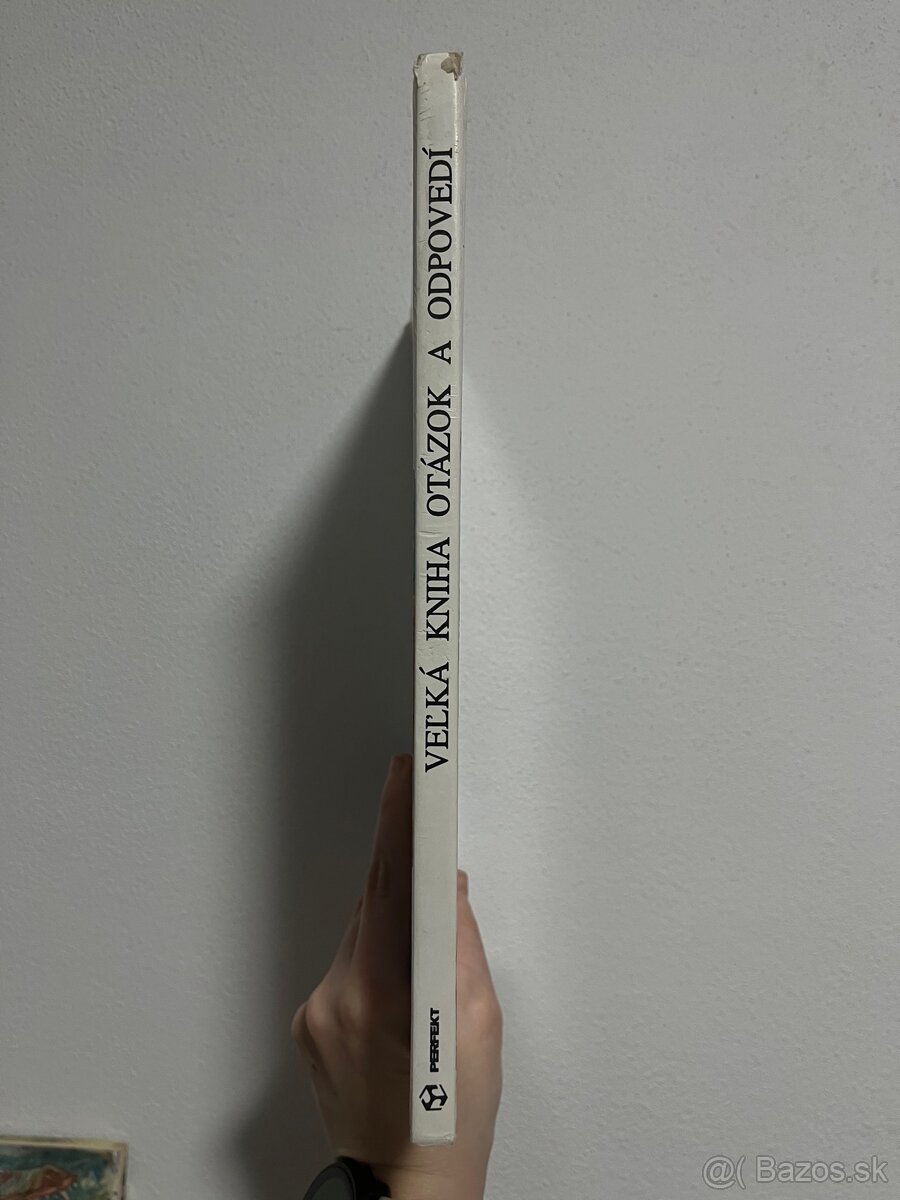 VEĽKÁ KNIHA OTÁZOK A ODPOVEDÍ
PERFEKT
@( Bazos.sk